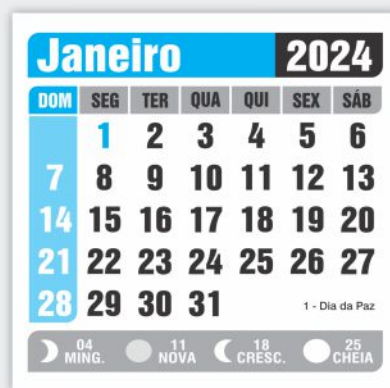 Janeiro 2024
DOM SEG TER QUA QUI SEX SÁB
1 2 3 4 5 6
7 8 9 10 11 12 13
14 15 16 17 18 19 20
21 22 23 24 25 26 27
28 29 30 31 1 - Dia da Paz
04 MING. 11 NOVA 18 CRESC. 25 CHEIA